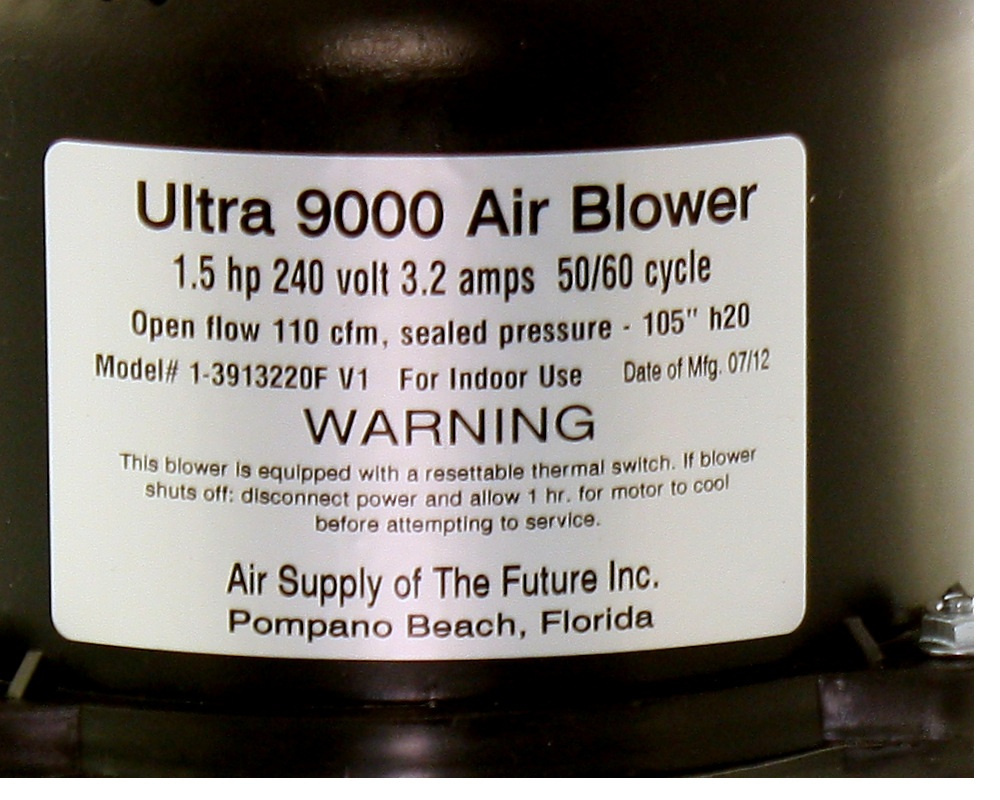 Ultra 9000 Air Blower
1.5 hp 240 volt 3.2 amps 50/60 cycle
Open flow 110 cfm, sealed pressure - 105" h20
Model# 1-3913220F V1 For Indoor Use Date of Mfg. 07/12
WARNING
This blower is equipped with a resettable thermal switch. If blower
shuts off: disconnect power and allow 1 hr. for motor to cool
before attempting to service.
Air Supply of The Future Inc.
Pompano Beach, Florida